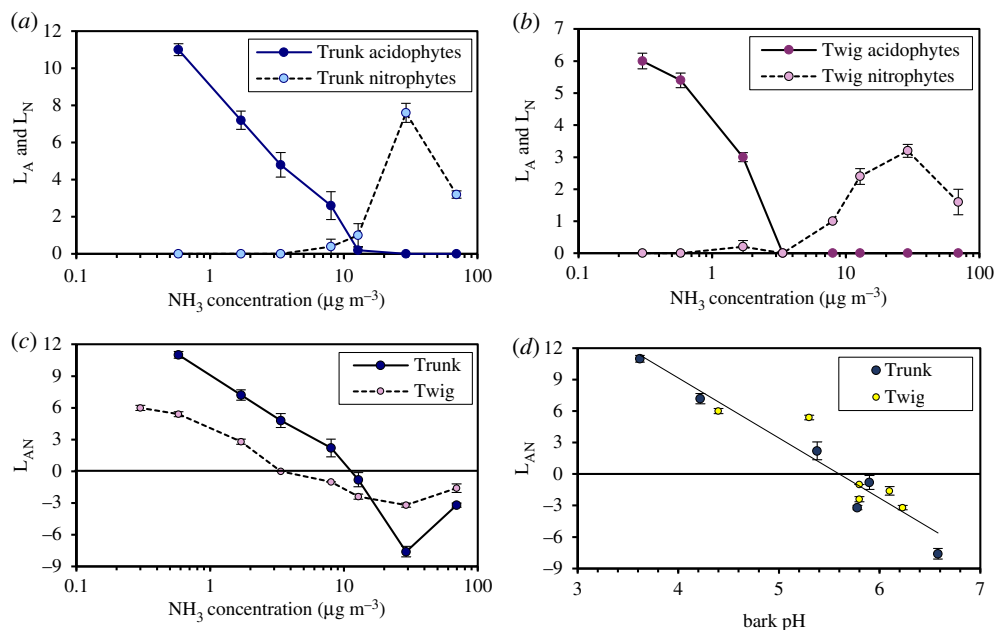 (a)
12
10
8
6
4
2
0
L_A and L_N
Trunk acidophytes
Trunk nitrophytes
0.1 1 10 100
NH₃ concentration (µg m⁻³)
(b)
7
6
5
4
3
2
1
0
L_A and L_N
Twig acidophytes
Twig nitrophytes
0.1 1 10 100
NH₃ concentration (µg m⁻³)
(c)
12
9
6
3
0
–3
–6
–9
L_AN
Trunk
Twig
0.1 1 10 100
NH₃ concentration (µg m⁻³)
(d)
12
9
6
3
0
–3
–6
–9
L_AN
Trunk
Twig
3 4 5 6 7
bark pH